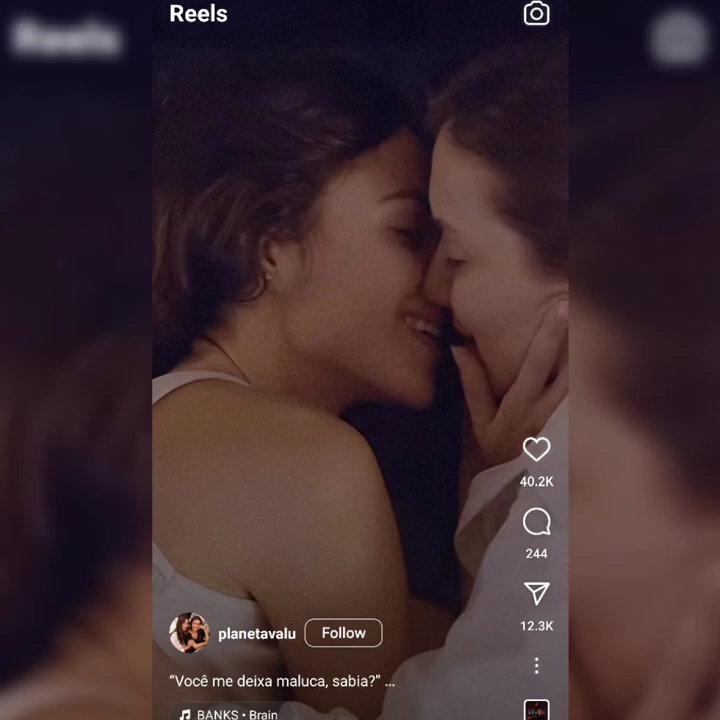 Reels
40.2K
244
12.3K
planetavalu
Follow
“Você me deixa maluca, sabia?” ...
BANKS • Brain